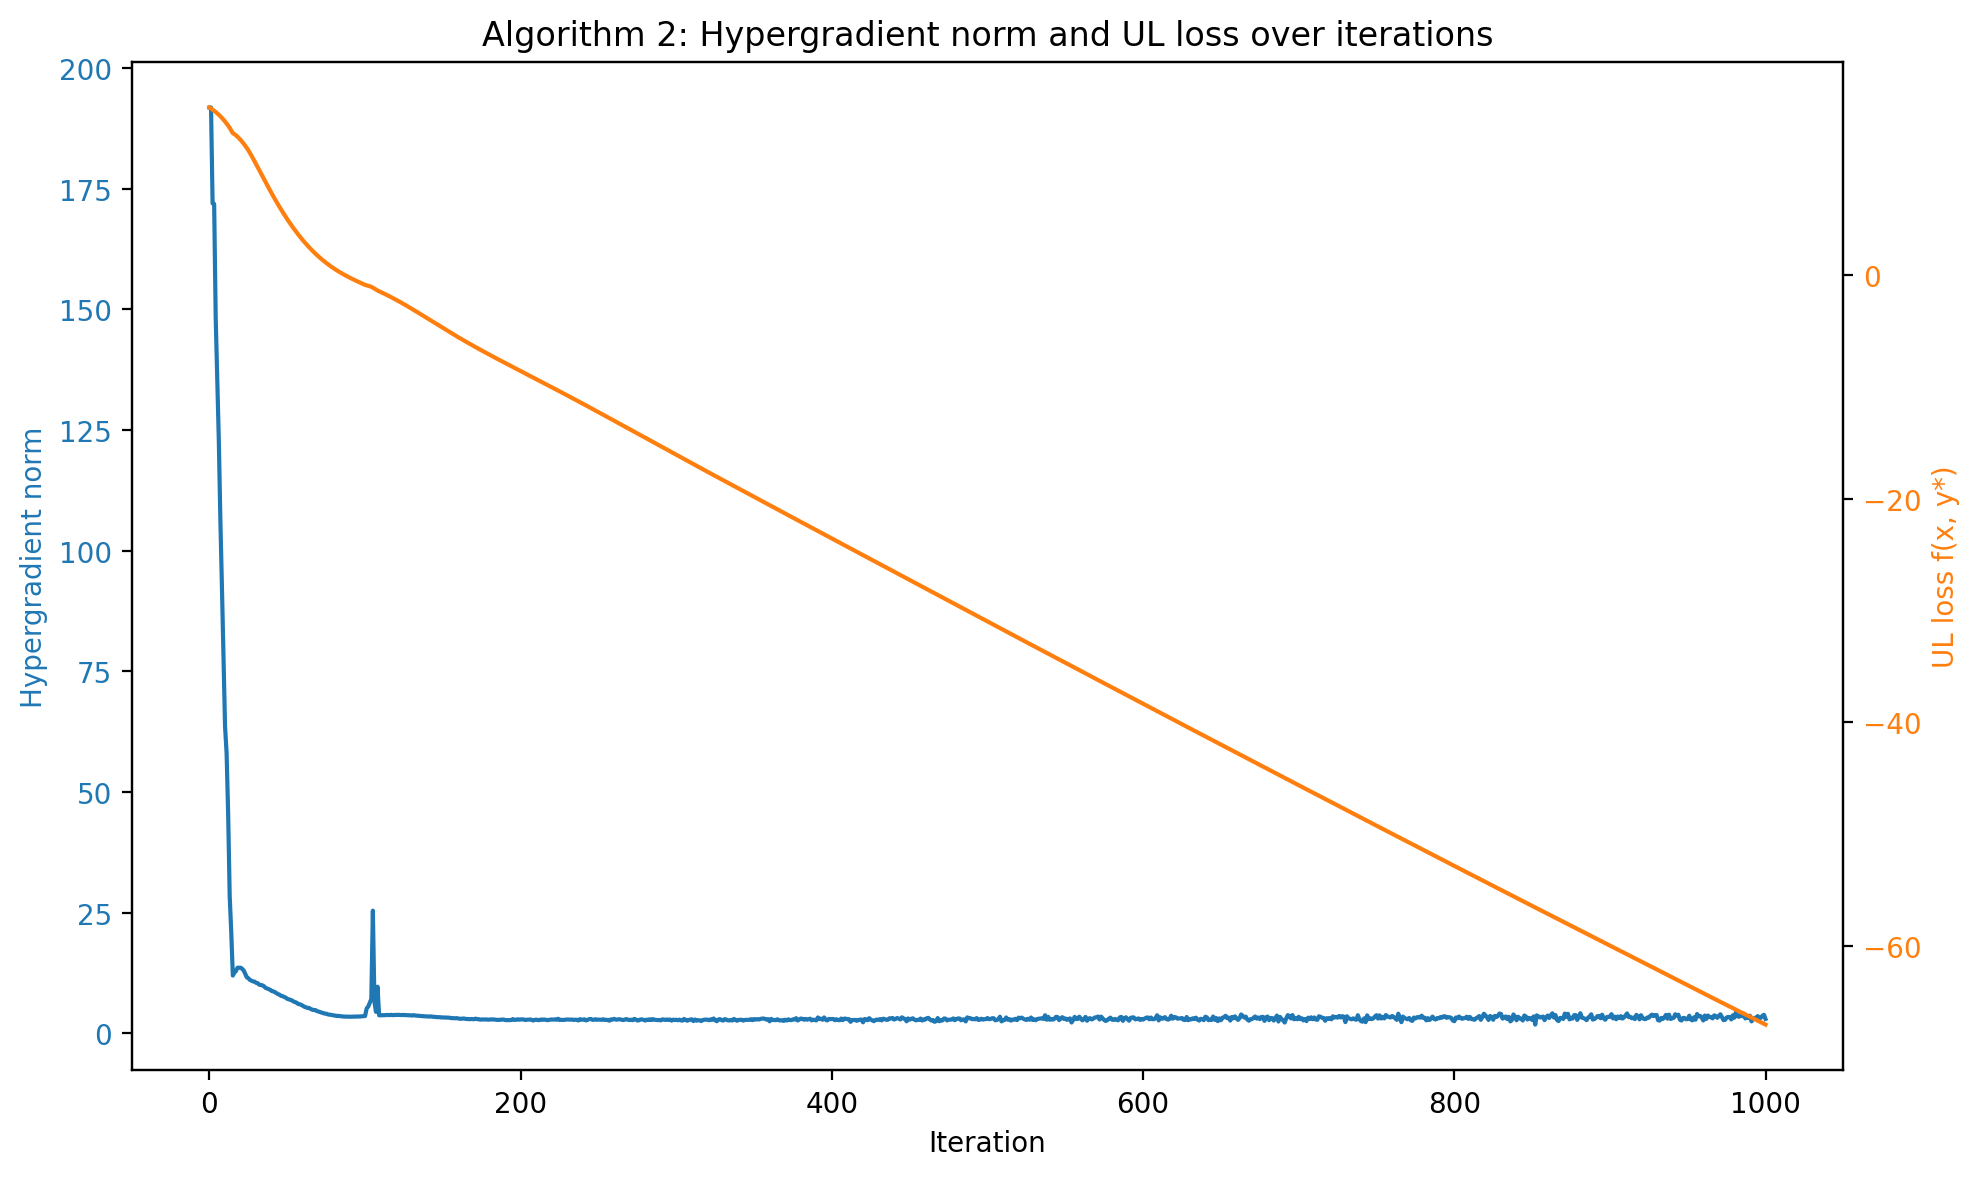 Algorithm 2: Hypergradient norm and UL loss over iterations
200
175
150
125
100
75
50
25
0
Hypergradient norm
0
−20
−40
−60
UL loss f(x, y*)
0 200 400 600 800 1000
Iteration